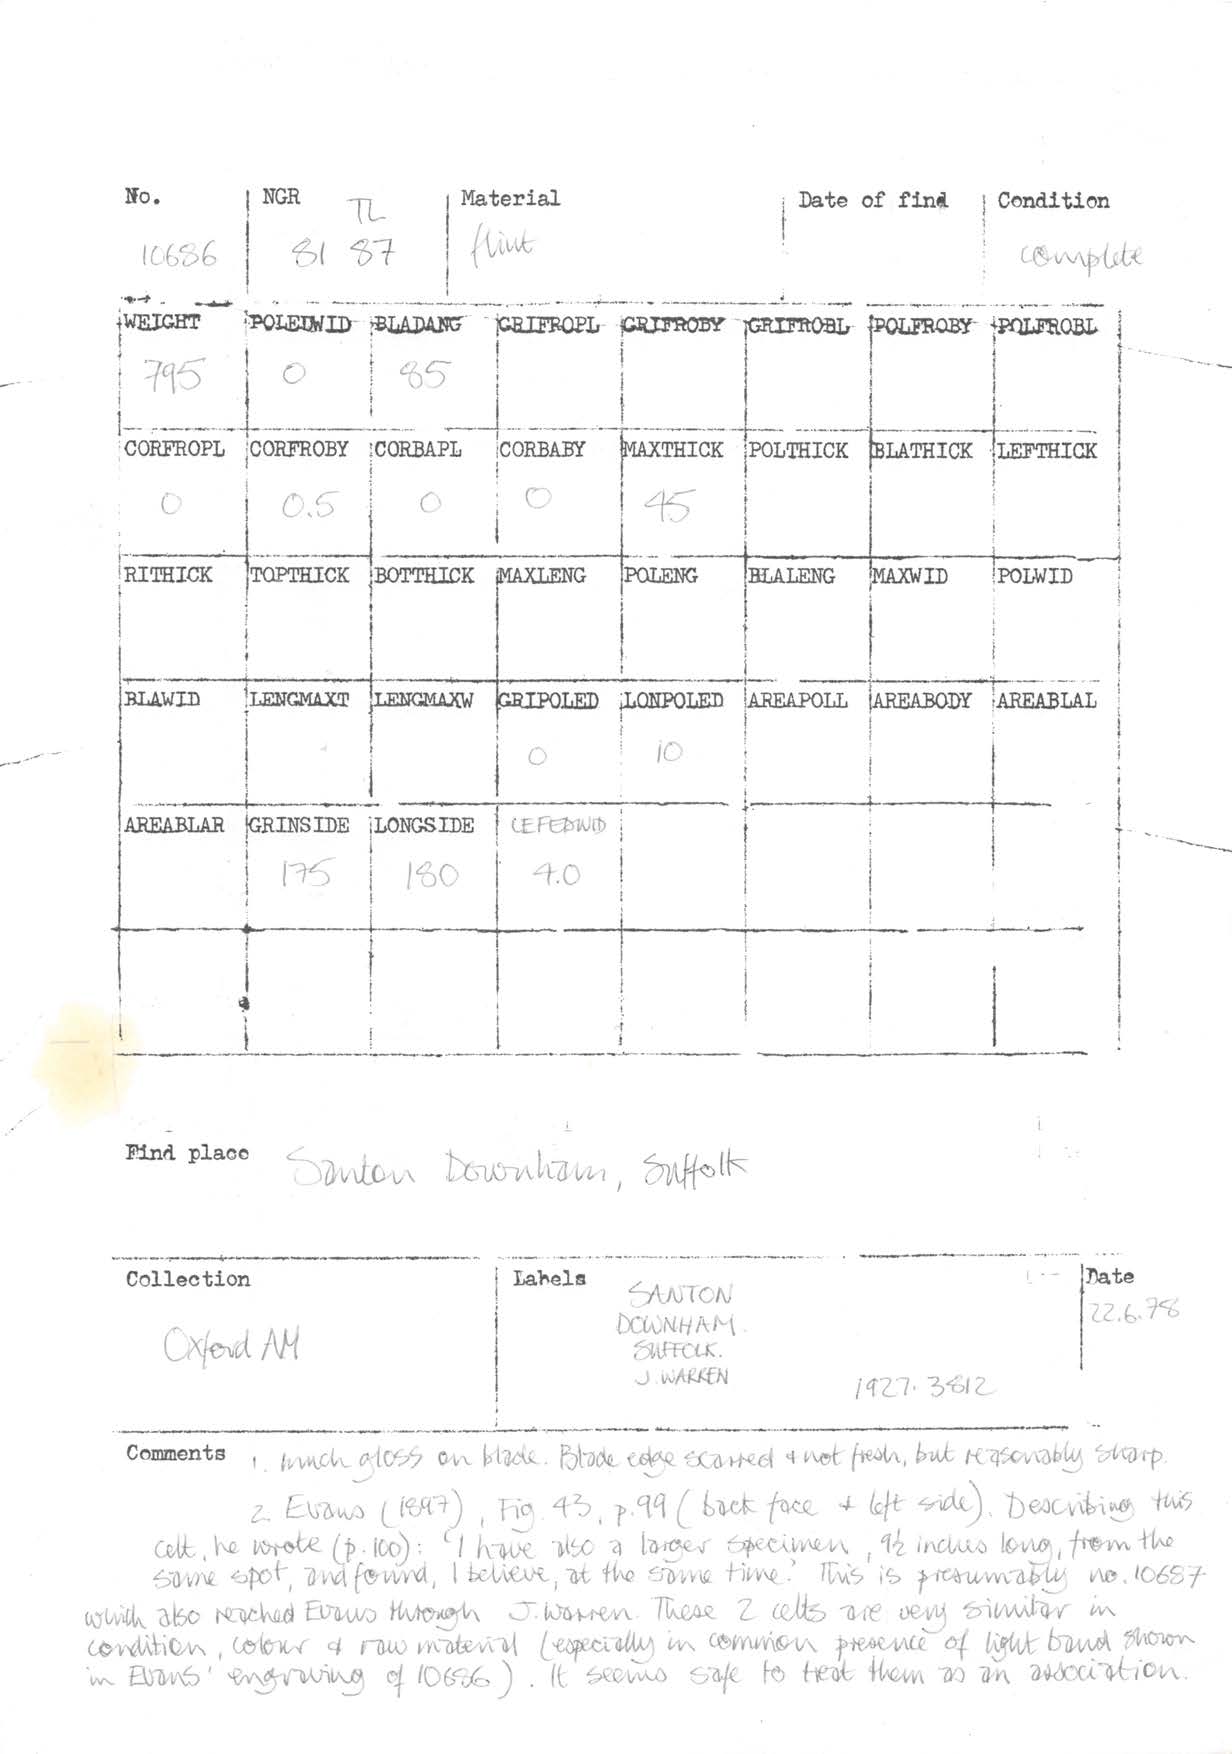 No. NGR TL Material Date of find Condition
10686 81 87 flint complete
WEIGHT POLEDWID BLADANG GRIFROPL GRIFROBY GRIFROBL POLFROBY POLFROBL
795 0 85
CORFROPL CORFROBY CORBAPL CORBABY MAXTHICK POLTHICK BLATHICK LEFTHICK
0 0.5 0 0 45
RITHICK TOPTHICK BOTTHICK MAXLENG POLENG BLALENG MAXWID POLWID
BLAWID LENGMAXT LENGMAXW GRIPOLED LONPOLED AREAPOLL AREABODY AREABLAL
0 10
AREABLAR GRINSIDE LONGSIDE LEFEDWID
175 180 4.0
Find place Santon Downham, Suffolk
Collection Labels Date
Oxford AM
SANTON
DOWNHAM.
SUFFOLK.
J. WARREN
1927.3812
22.6.78
Comments 1. Much gloss on blade. Blade edge scarred & not fresh, but reasonably sharp.
2. Evans (1897), Fig. 43, p.99 (back face & left side). Describing this
celt, he wrote (p.100): 'I have also a larger specimen, 9½ inches long, from the
same spot, and found, I believe, at the same time.' This is presumably no. 10687
which also reached Evans through J. Warren. These 2 celts are very similar in
condition, colour & raw material (especially in common presence of light band shown
in Evans' engraving of 10686). It seems safe to treat them as an association.